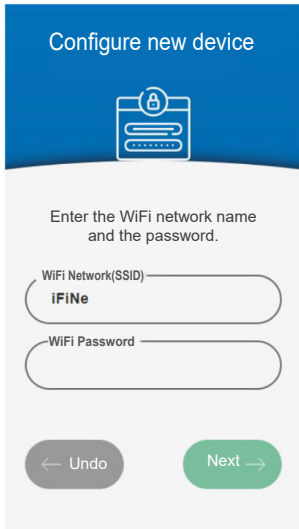 Configure new device
Enter the WiFi network name
and the password.
WiFi Network(SSID)
iFiNe
WiFi Password
← Undo
Next →